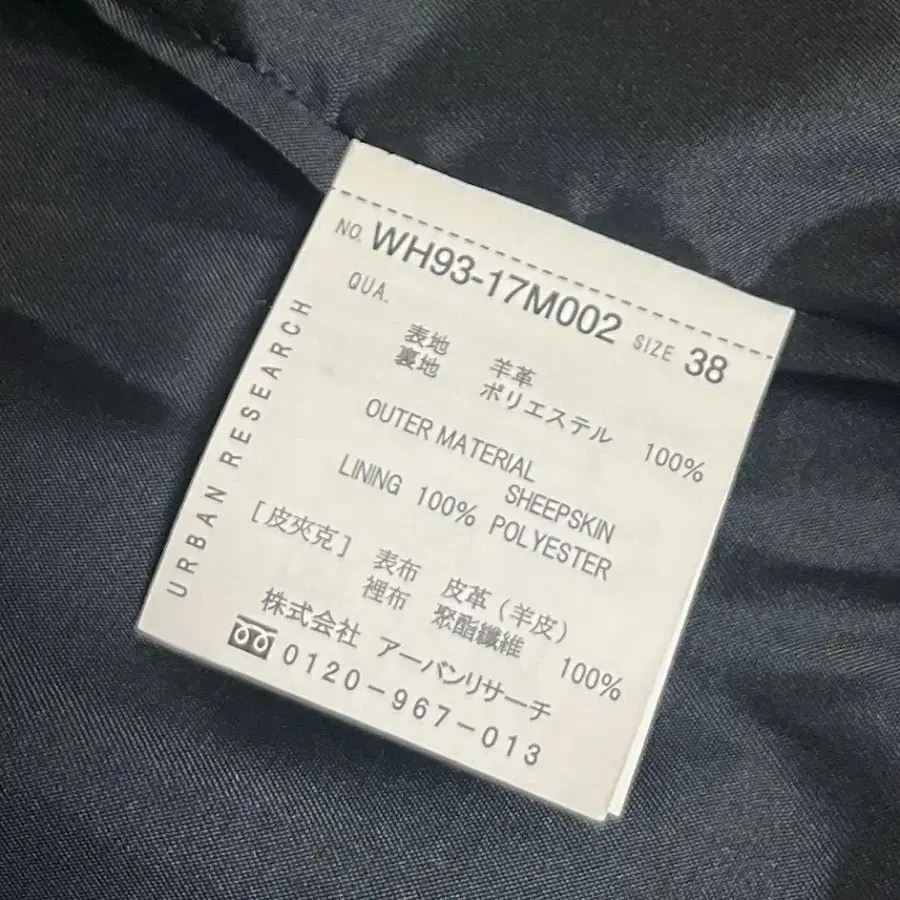 NO. WH93-17M002 SIZE 38
QUA.
表地 羊革
裏地 ポリエステル 100%
OUTER MATERIAL SHEEPSKIN
LINING 100% POLYESTER
[皮夾克] 表布 皮革(羊皮)
裡布 聚酯纖維 100%
株式会社 アーバンリサーチ
0120-967-013
URBAN RESEARCH